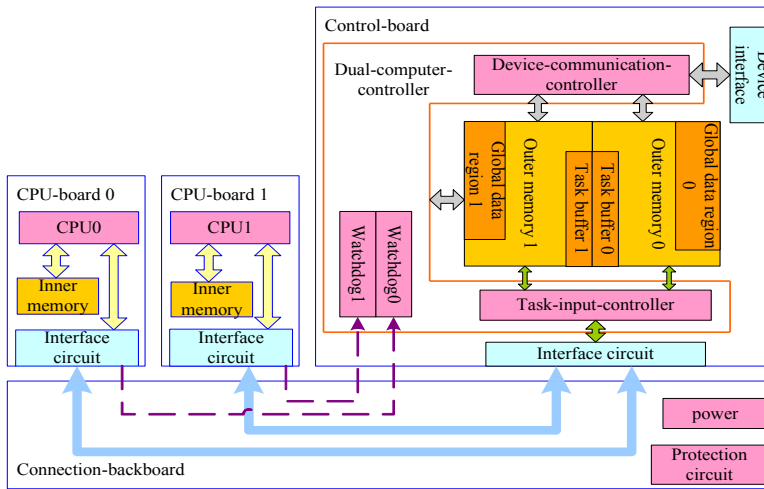 Control-board
Dual-computer-
controller
Device-communication-
controller
Device
interface
Global data
region 1
Outer memory 1
Task buffer 1
Task buffer 0
Outer memory 0
Global data region
0
CPU-board 0
CPU0
Inner
memory
Interface
circuit
CPU-board 1
CPU1
Inner
memory
Interface
circuit
Watchdog1
Watchdog0
Task-input-controller
Interface circuit
power
Protection
circuit
Connection-backboard